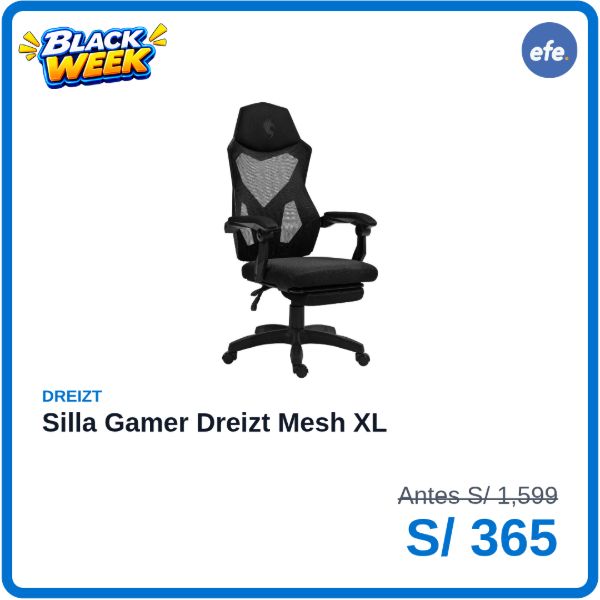 BLACK
WEEK
efe.
DREIZT
Silla Gamer Dreizt Mesh XL
Antes S/ 1,599
S/ 365